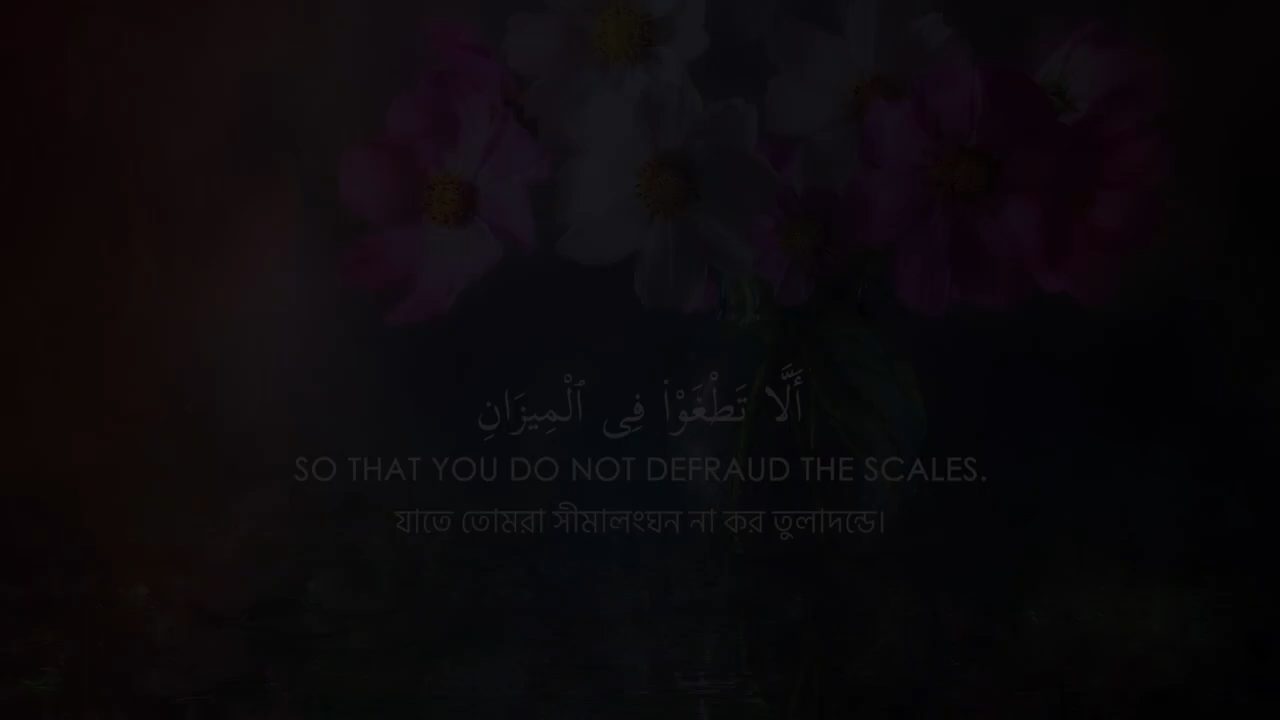 أَلَّا تَطْغَوْا۟ فِى ٱلْمِيزَانِ
SO THAT YOU DO NOT DEFRAUD THE SCALES.
যাতে তোমরা সীমালংঘন না কর তুলাদন্ডে।